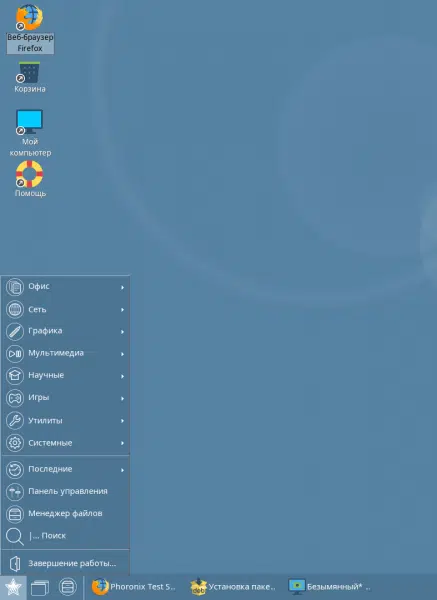 Веб-браузер
Firefox
Корзина
Мой
компьютер
Помощь
Офис
Сеть
Графика
Мультимедиа
Научные
Игры
Утилиты
Системные
Последние
Панель управления
Менеджер файлов
|... Поиск
Завершение работы...
Phoronix Test S..
Установка паке..
Безымянный* ..